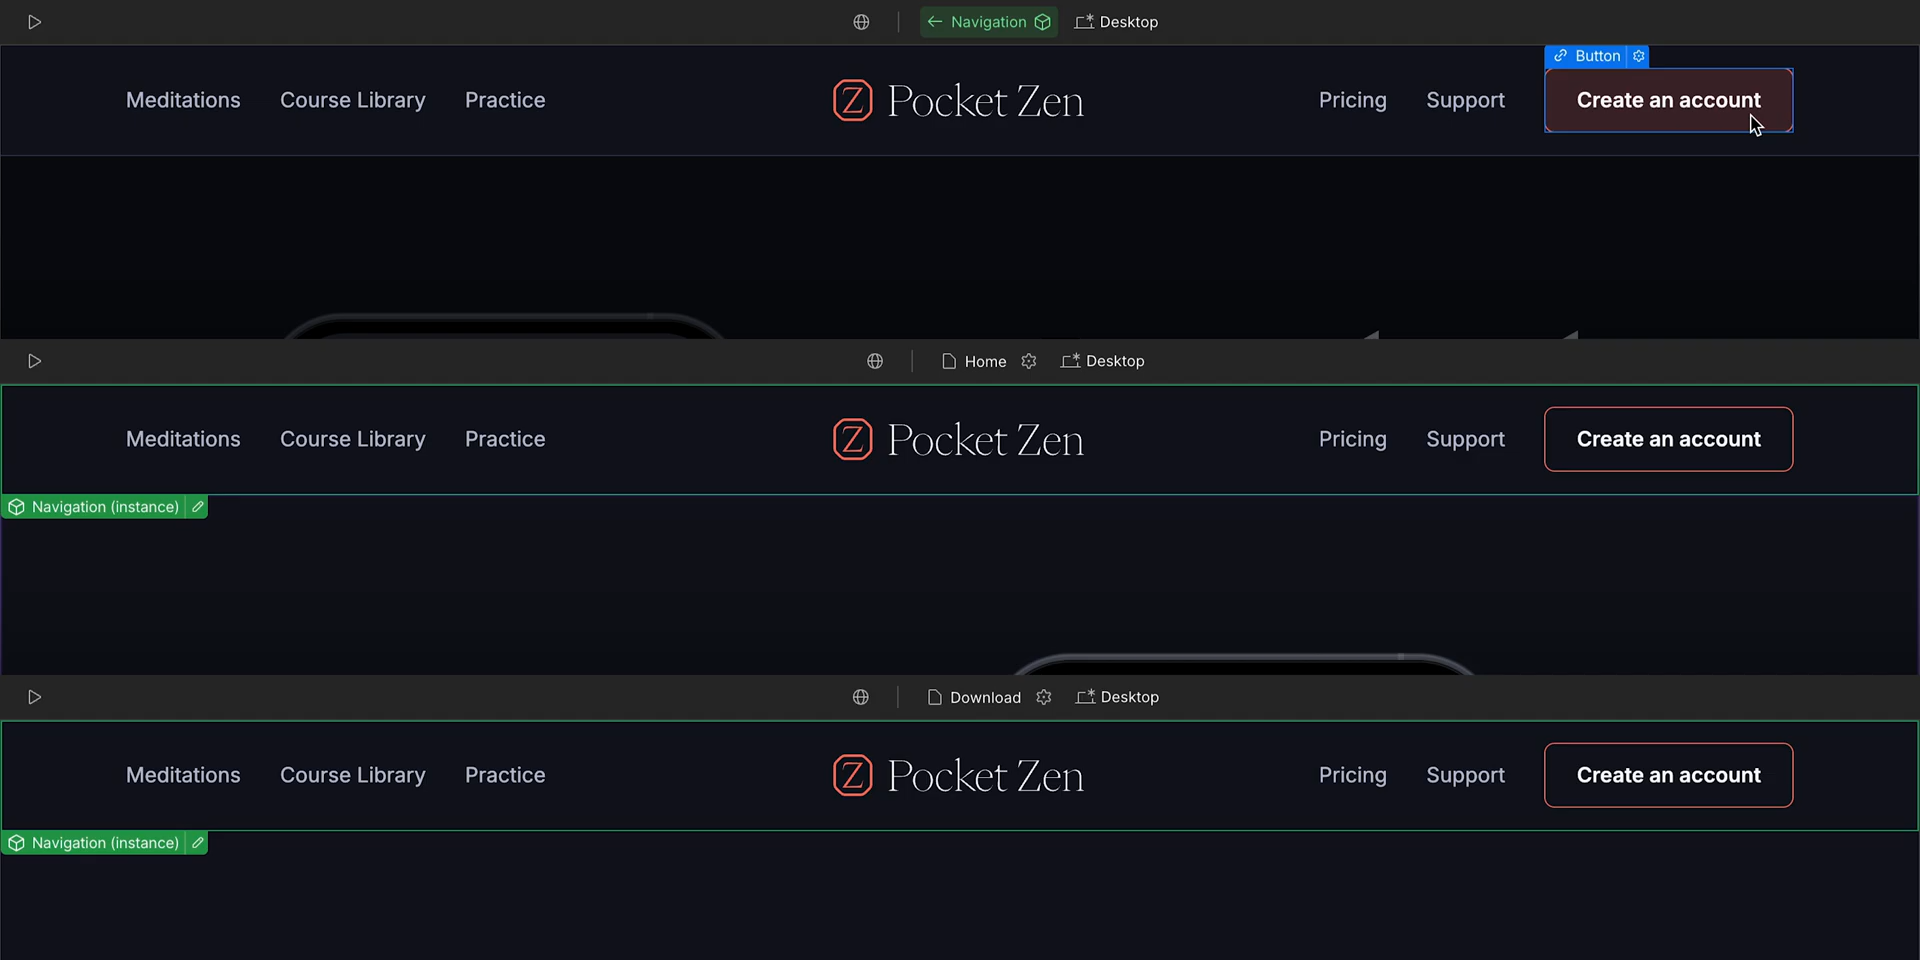 Navigation Desktop
Button
Meditations Course Library Practice Z Pocket Zen Pricing Support Create an account
Home Desktop
Meditations Course Library Practice Z Pocket Zen Pricing Support Create an account
Navigation (instance)
Download Desktop
Meditations Course Library Practice Z Pocket Zen Pricing Support Create an account
Navigation (instance)